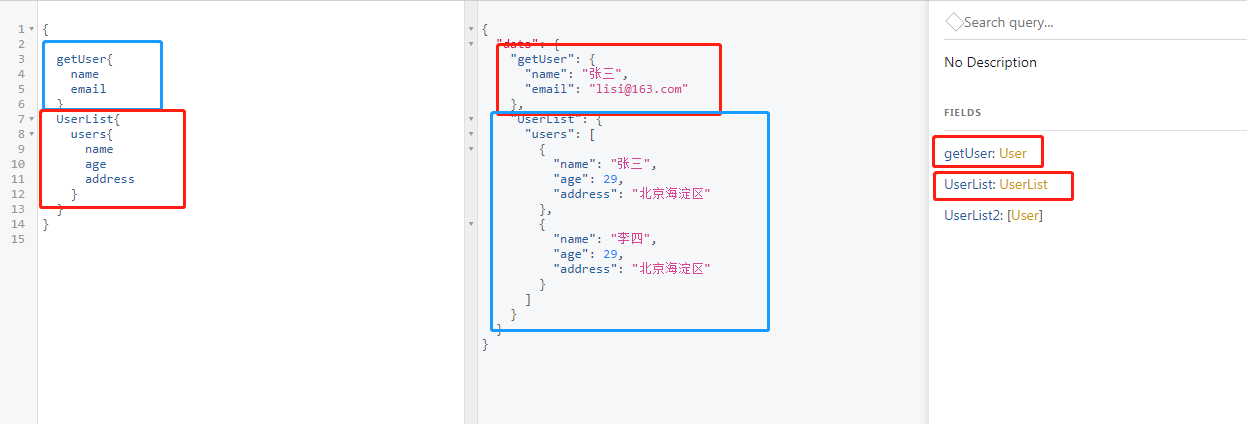 1 {
2
3 getUser{
4 name
5 email
6 }
7 UserList{
8 users{
9 name
10 age
11 address
12 }
13 }
14 }
15
{
"data": {
"getUser": {
"name": "张三",
"email": "lisi@163.com"
},
"UserList": {
"users": [
{
"name": "张三",
"age": 29,
"address": "北京海淀区"
},
{
"name": "李四",
"age": 29,
"address": "北京海淀区"
}
]
}
}
}
Search query...
No Description
FIELDS
getUser: User
UserList: UserList
UserList2: [User]